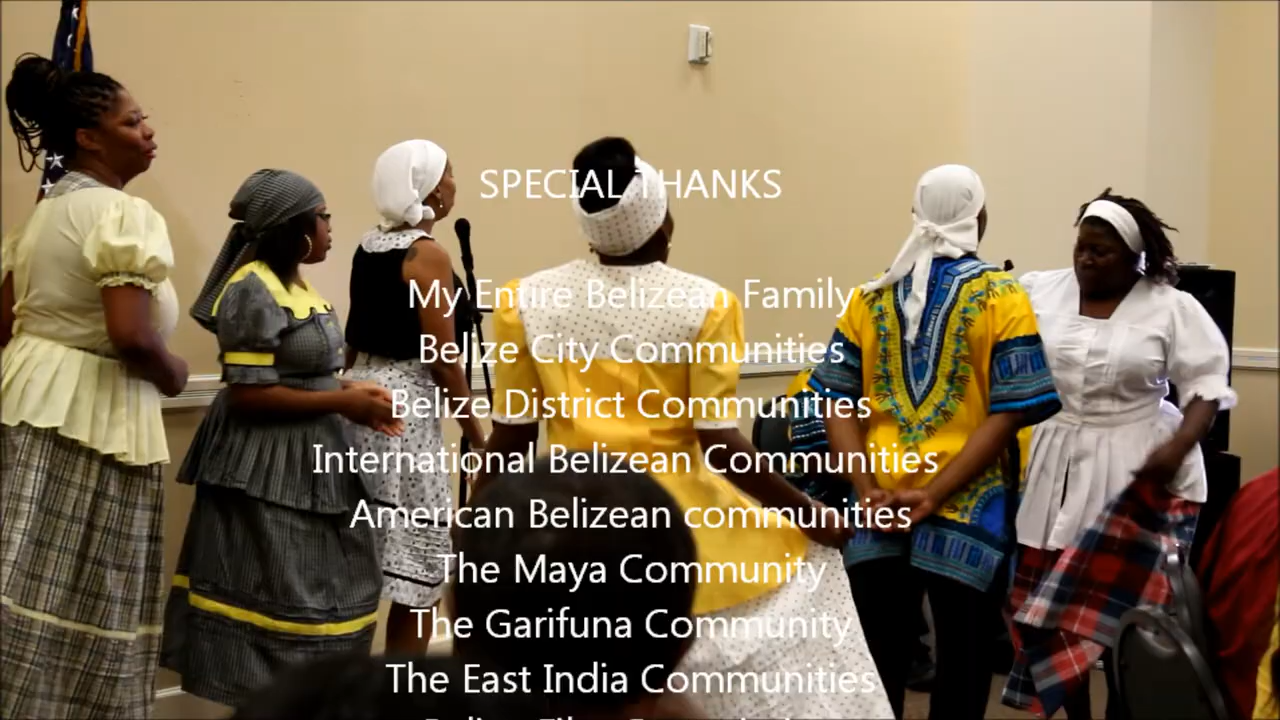 SPECIAL THANKS
My Entire Belizean Family
Belize City Communities
Belize District Communities
International Belizean Communities
American Belizean communities
The Maya Community
The Garifuna Community
The East India Communities